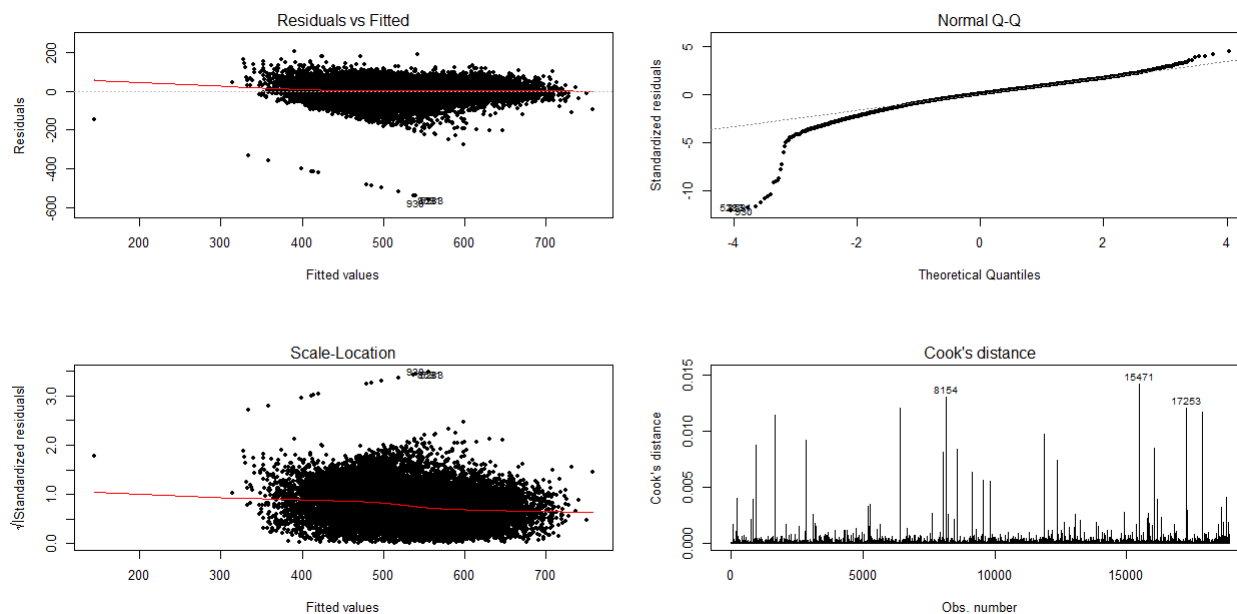 Residuals vs Fitted
Residuals
200
0
-200
-400
-600
930
200 300 400 500 600 700
Fitted values
Normal Q-Q
Standardized residuals
5
0
-5
-10
930
-4 -2 0 2 4
Theoretical Quantiles
Scale-Location
√|Standardized residuals|
3.0
2.0
1.0
0.0
930
200 300 400 500 600 700
Fitted values
Cook's distance
Cook's distance
0.015
0.010
0.005
0.000
8154
15471
17253
0 5000 10000 15000
Obs. number